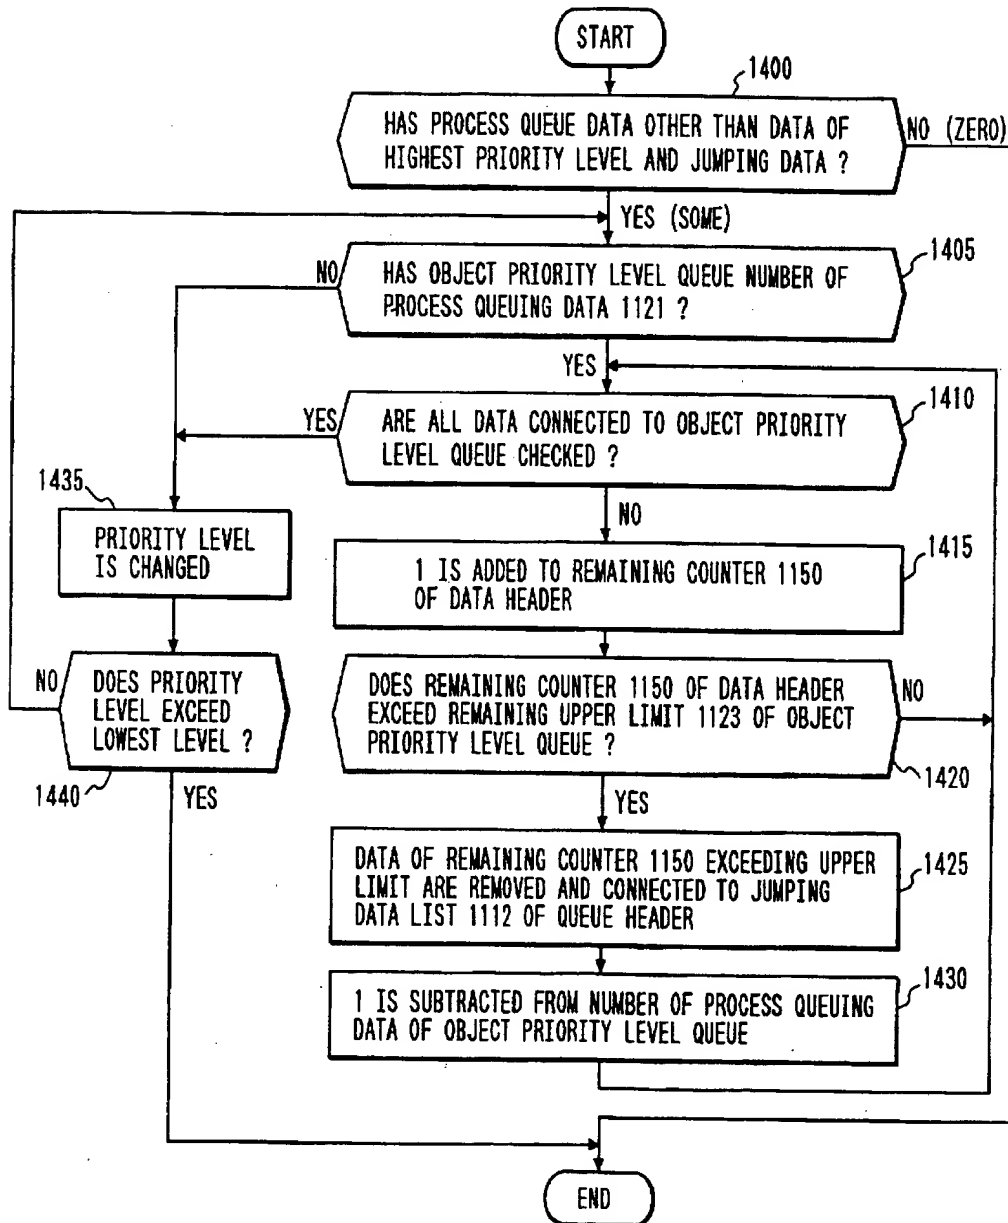 START
1400
HAS PROCESS QUEUE DATA OTHER THAN DATA OF
HIGHEST PRIORITY LEVEL AND JUMPING DATA ?
NO (ZERO)
YES (SOME)
1405
NO
HAS OBJECT PRIORITY LEVEL QUEUE NUMBER OF
PROCESS QUEUING DATA 1121 ?
YES
1410
YES
ARE ALL DATA CONNECTED TO OBJECT PRIORITY
LEVEL QUEUE CHECKED ?
1435
NO
PRIORITY LEVEL
IS CHANGED
1415
1 IS ADDED TO REMAINING COUNTER 1150
OF DATA HEADER
NO
DOES PRIORITY
LEVEL EXCEED
LOWEST LEVEL ?
1440
YES
DOES REMAINING COUNTER 1150 OF DATA HEADER
EXCEED REMAINING UPPER LIMIT 1123 OF OBJECT
PRIORITY LEVEL QUEUE ?
NO
1420
YES
1425
DATA OF REMAINING COUNTER 1150 EXCEEDING UPPER
LIMIT ARE REMOVED AND CONNECTED TO JUMPING
DATA LIST 1112 OF QUEUE HEADER
1430
1 IS SUBTRACTED FROM NUMBER OF PROCESS QUEUING
DATA OF OBJECT PRIORITY LEVEL QUEUE
END